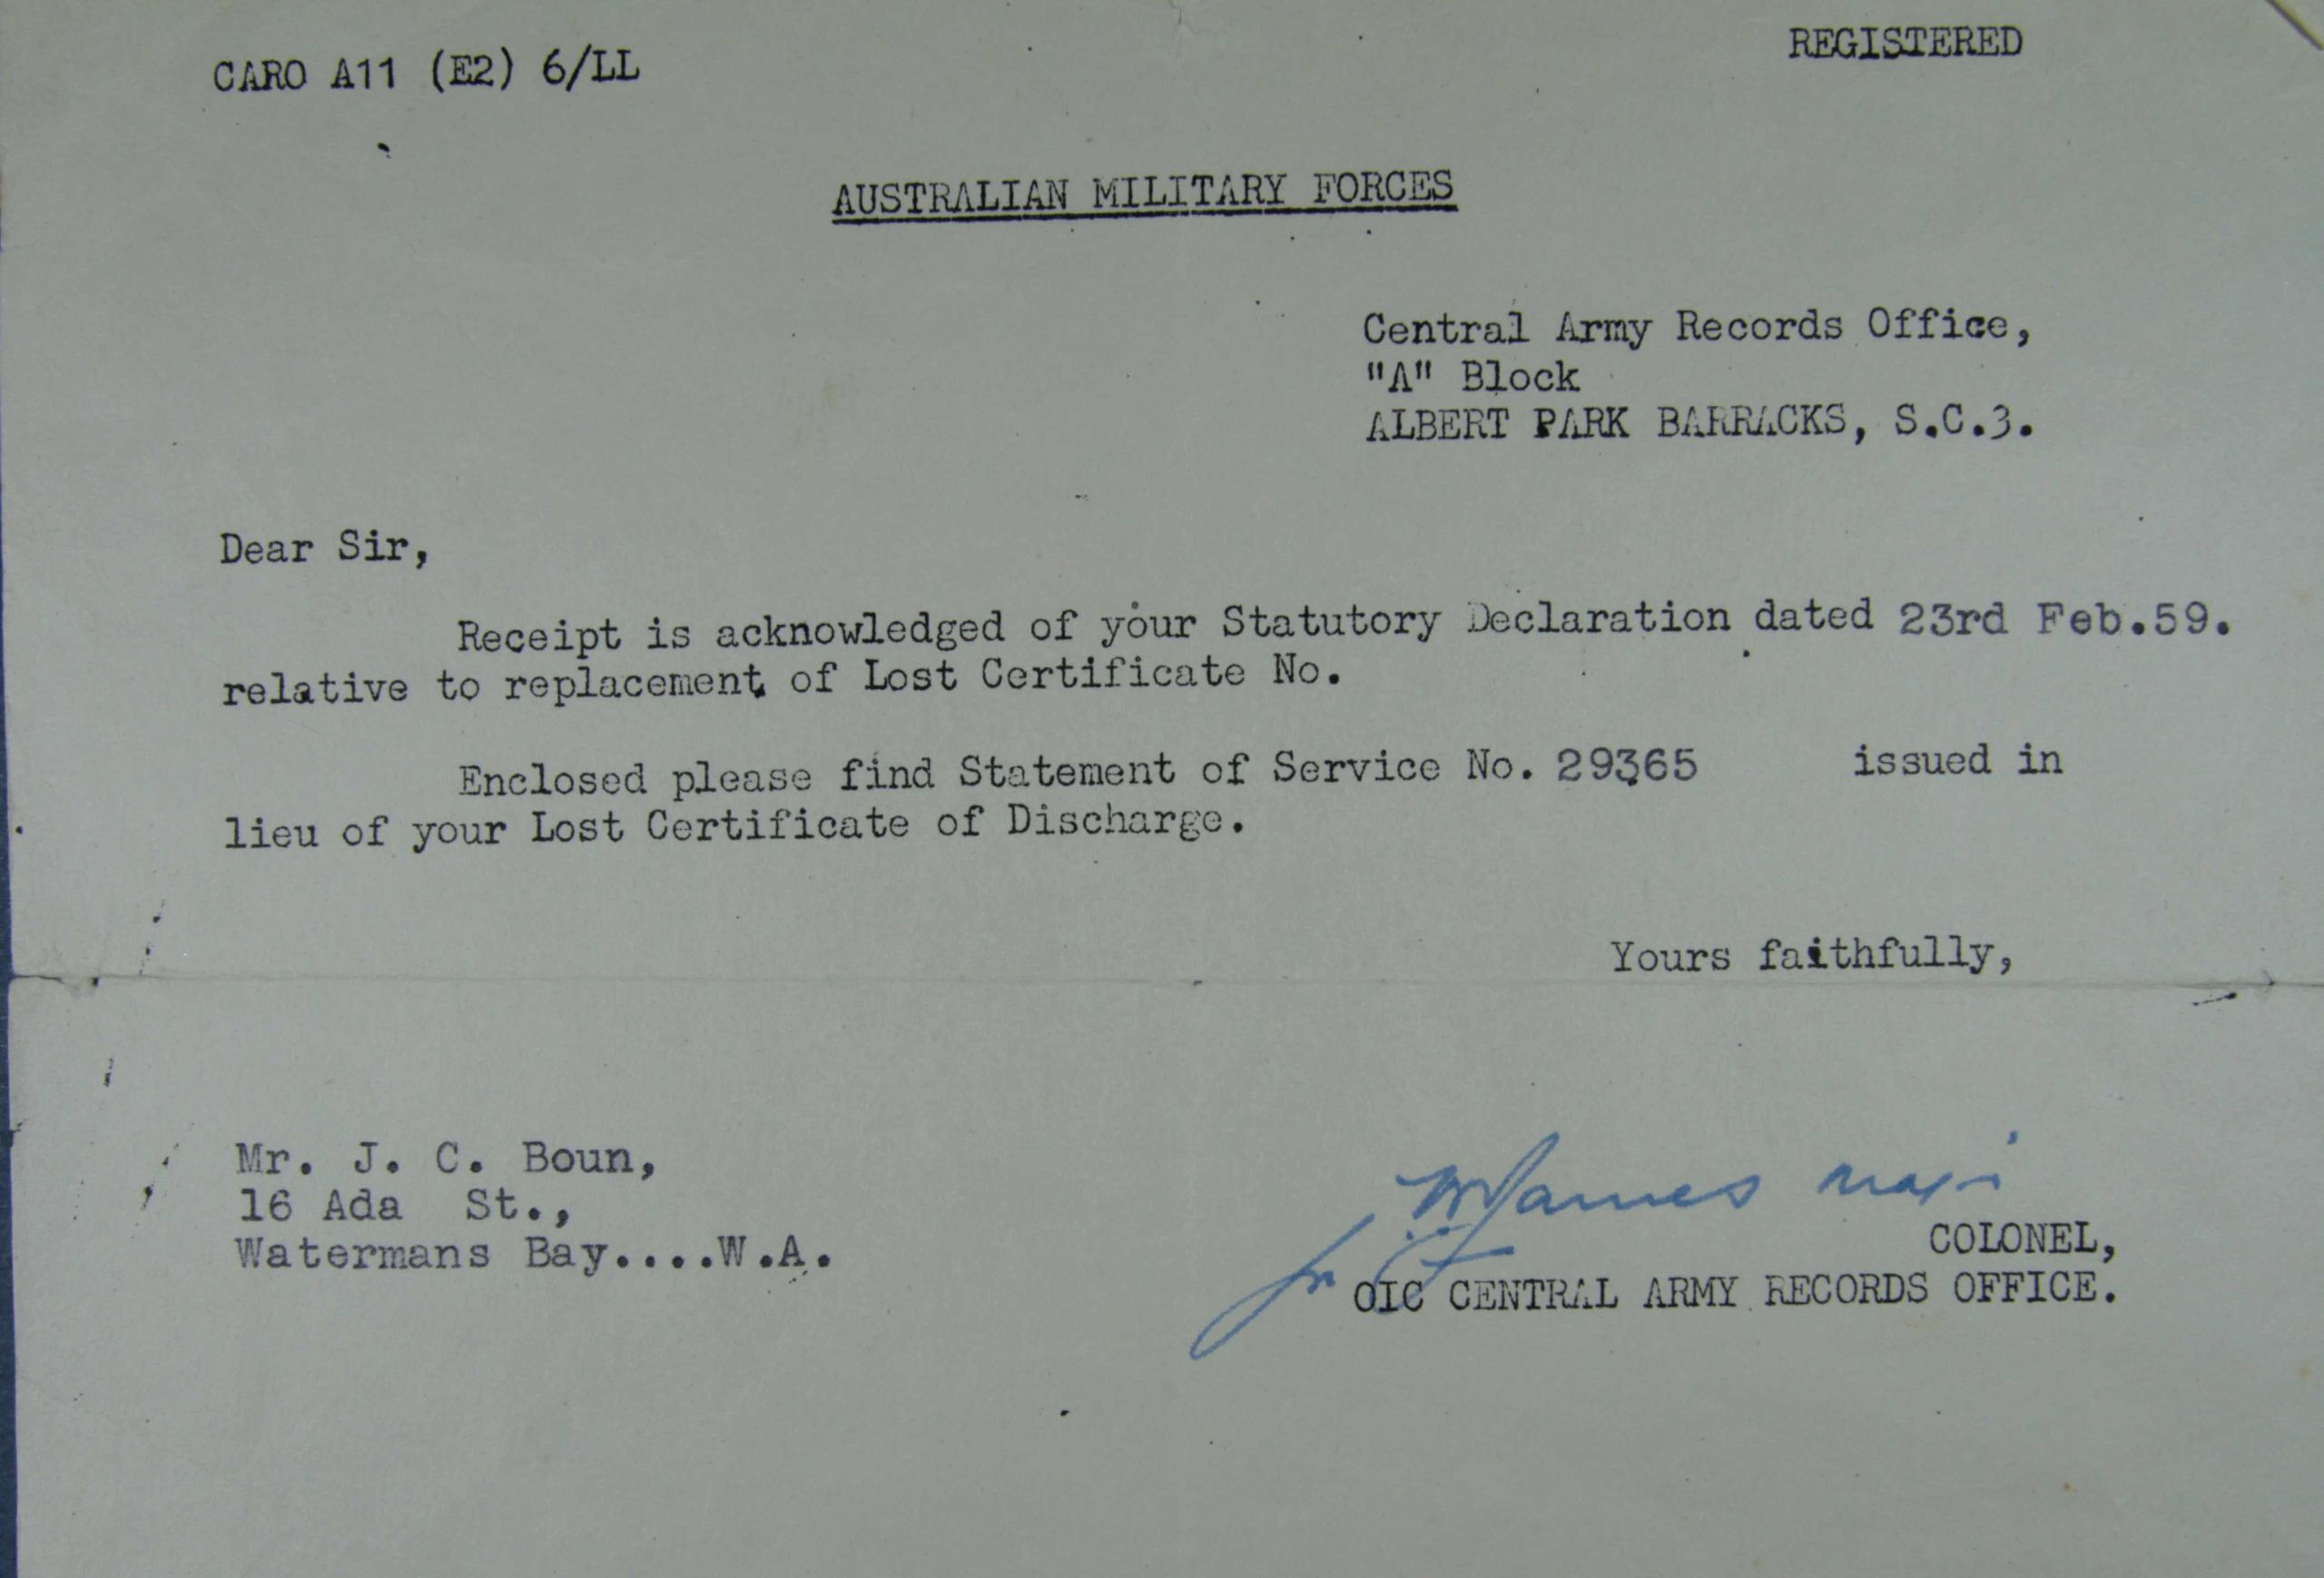 CARO A11 (E2) 6/LL
REGISTERED
AUSTRALIAN MILITARY FORCES
Central Army Records Office,
"A" Block
ALBERT PARK BARRACKS, S.C.3.
Dear Sir,
Receipt is acknowledged of your Statutory Declaration dated 23rd Feb.59.
relative to replacement of Lost Certificate No.
Enclosed please find Statement of Service No. 29365 issued in
lieu of your Lost Certificate of Discharge.
Yours faithfully,
Mr. J. C. Boun,
16 Ada St.,
Watermans Bay....W.A.
James
COLONEL,
for OIC CENTRAL ARMY RECORDS OFFICE.